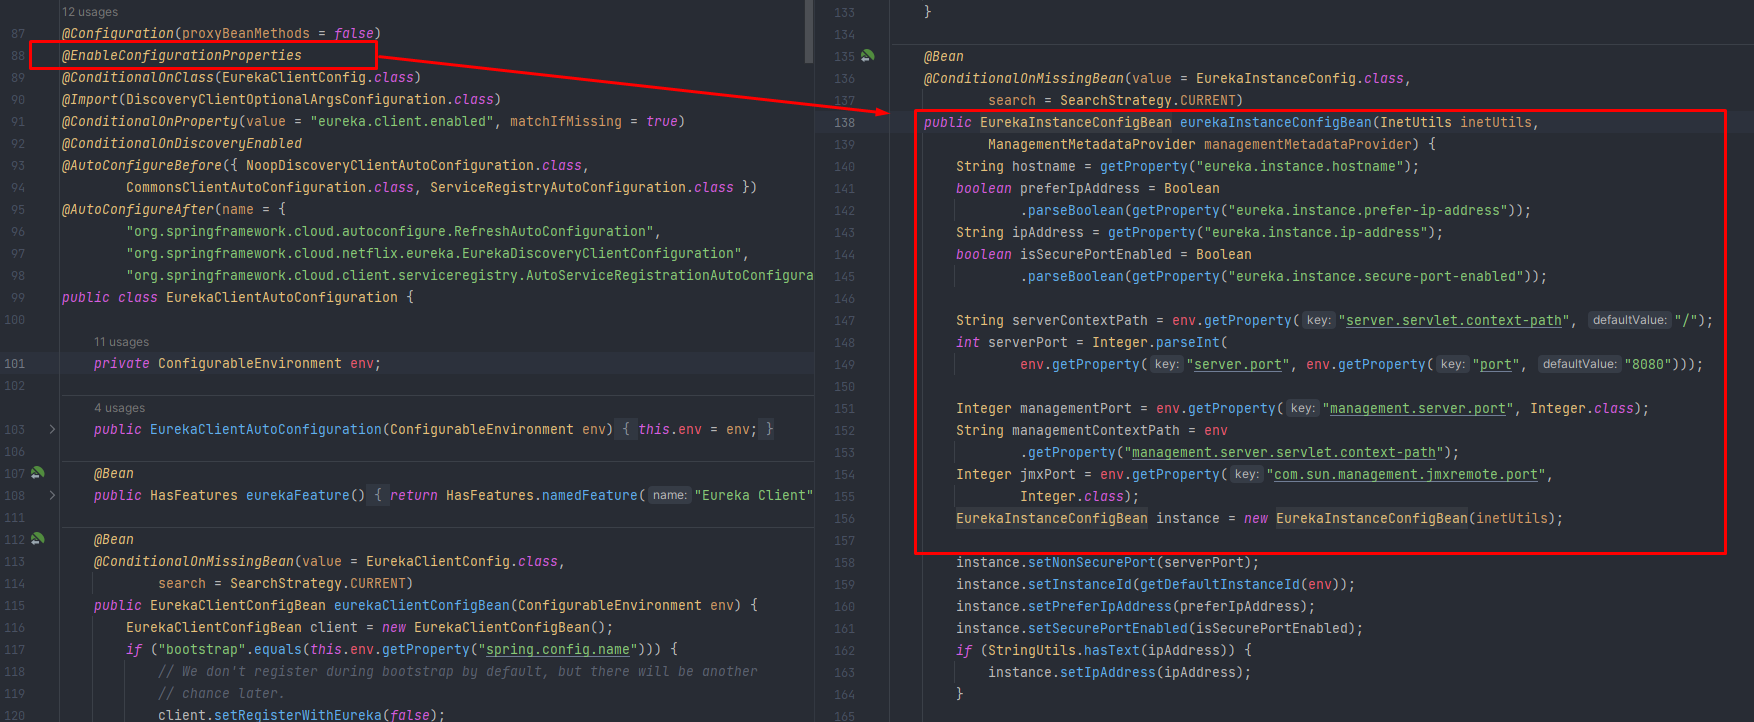 12 usages
87 @Configuration(proxyBeanMethods = false)
88 @EnableConfigurationProperties
89 @ConditionalOnClass(EurekaClientConfig.class)
90 @Import(DiscoveryClientOptionalArgsConfiguration.class)
91 @ConditionalOnProperty(value = "eureka.client.enabled", matchIfMissing = true)
92 @ConditionalOnDiscoveryEnabled
93 @AutoConfigureBefore({ NoopDiscoveryClientAutoConfiguration.class,
94 CommonsClientAutoConfiguration.class, ServiceRegistryAutoConfiguration.class })
95 @AutoConfigureAfter(name = {
96 "org.springframework.cloud.autoconfigure.RefreshAutoConfiguration",
97 "org.springframework.cloud.netflix.eureka.EurekaDiscoveryClientConfiguration",
98 "org.springframework.cloud.client.serviceregistry.AutoServiceRegistrationAutoConfigura
99 public class EurekaClientAutoConfiguration {
100
11 usages
101 private ConfigurableEnvironment env;
102
4 usages
103 public EurekaClientAutoConfiguration(ConfigurableEnvironment env) { this.env = env; }
106
107 @Bean
108 public HasFeatures eurekaFeature() { return HasFeatures.namedFeature( name: "Eureka Client"
111
112 @Bean
113 @ConditionalOnMissingBean(value = EurekaClientConfig.class,
114 search = SearchStrategy.CURRENT)
115 public EurekaClientConfigBean eurekaClientConfigBean(ConfigurableEnvironment env) {
116 EurekaClientConfigBean client = new EurekaClientConfigBean();
117 if ("bootstrap".equals(this.env.getProperty("spring.config.name"))) {
118 // We don't register during bootstrap by default, but there will be another
119 // chance later.
120 client.setRegisterWithEureka(false);
133 }
134
135 @Bean
136 @ConditionalOnMissingBean(value = EurekaInstanceConfig.class,
137 search = SearchStrategy.CURRENT)
138 public EurekaInstanceConfigBean eurekaInstanceConfigBean(InetUtils inetUtils,
139 ManagementMetadataProvider managementMetadataProvider) {
140 String hostname = getProperty("eureka.instance.hostname");
141 boolean preferIpAddress = Boolean
142 .parseBoolean(getProperty("eureka.instance.prefer-ip-address"));
143 String ipAddress = getProperty("eureka.instance.ip-address");
144 boolean isSecurePortEnabled = Boolean
145 .parseBoolean(getProperty("eureka.instance.secure-port-enabled"));
146
147 String serverContextPath = env.getProperty( key: "server.servlet.context-path", defaultValue: "/");
148 int serverPort = Integer.parseInt(
149 env.getProperty( key: "server.port", env.getProperty( key: "port", defaultValue: "8080")));
150
151 Integer managementPort = env.getProperty( key: "management.server.port", Integer.class);
152 String managementContextPath = env
153 .getProperty("management.server.servlet.context-path");
154 Integer jmxPort = env.getProperty( key: "com.sun.management.jmxremote.port",
155 Integer.class);
156 EurekaInstanceConfigBean instance = new EurekaInstanceConfigBean(inetUtils);
157
158 instance.setNonSecurePort(serverPort);
159 instance.setInstanceId(getDefaultInstanceId(env));
160 instance.setPreferIpAddress(preferIpAddress);
161 instance.setSecurePortEnabled(isSecurePortEnabled);
162 if (StringUtils.hasText(ipAddress)) {
163 instance.setIpAddress(ipAddress);
164 }
165